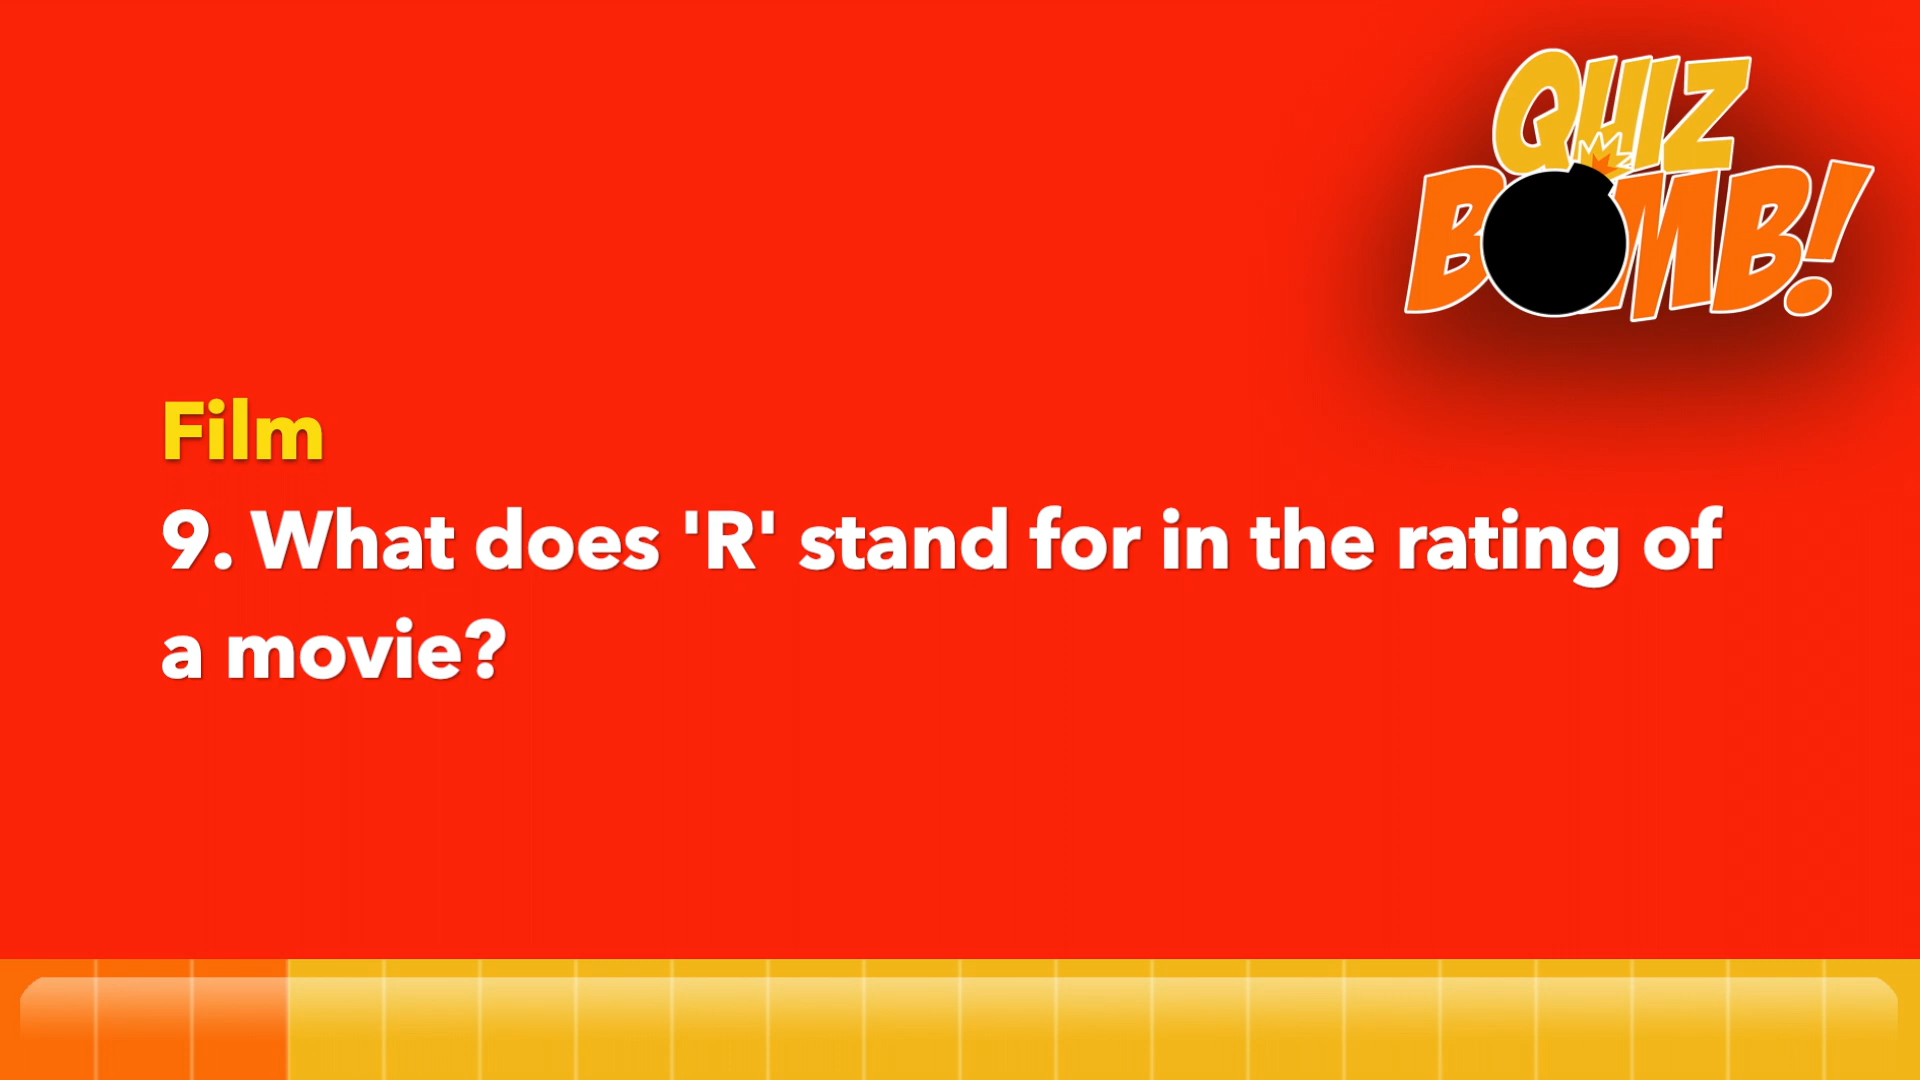 QUIZ
BOMB!
Film
9. What does 'R' stand for in the rating of
a movie?